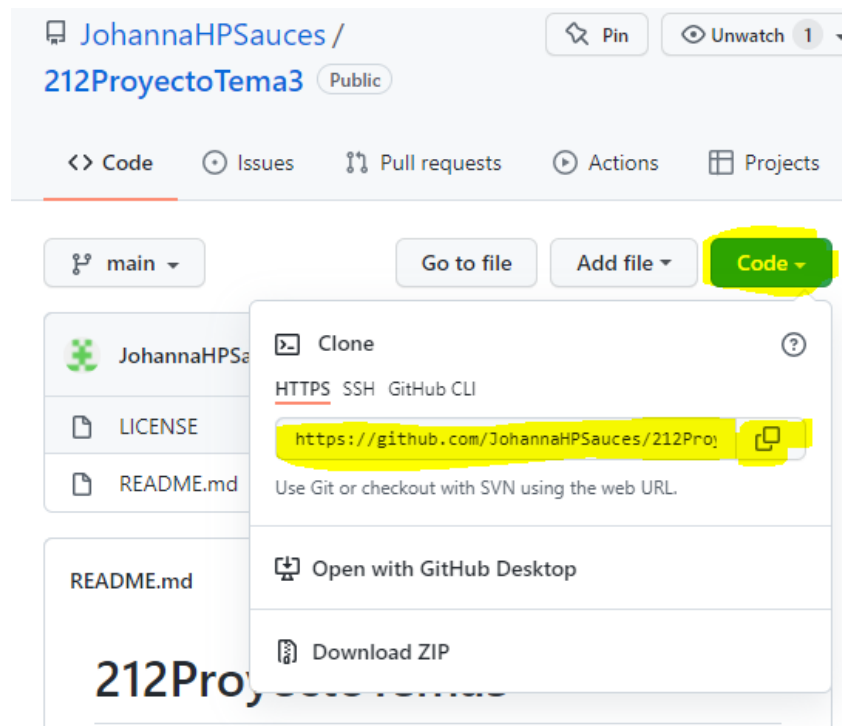 JohannaHPSauces /
Pin
Unwatch 1
212ProyectoTema3 Public
Code Issues Pull requests Actions Projects
main Go to file Add file Code
JohannaHPSa
LICENSE
README.md
Clone
HTTPS SSH GitHub CLI
https://github.com/JohannaHPSauces/212Proy
Use Git or checkout with SVN using the web URL.
Open with GitHub Desktop
Download ZIP
README.md